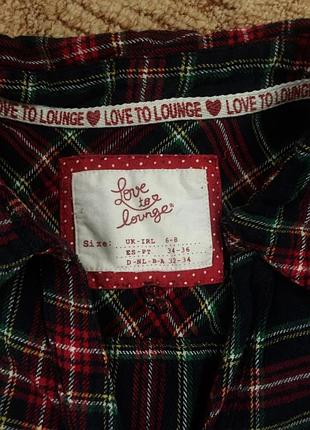 LOVE TO LOUNGE ❤ LOVE TO LOUNGE ❤ LOVE TO LOUNGE
Love
to
lounge®
Size: UK-IRL 6-8
ES-PT 34-36
D-NL-B-A 32-34